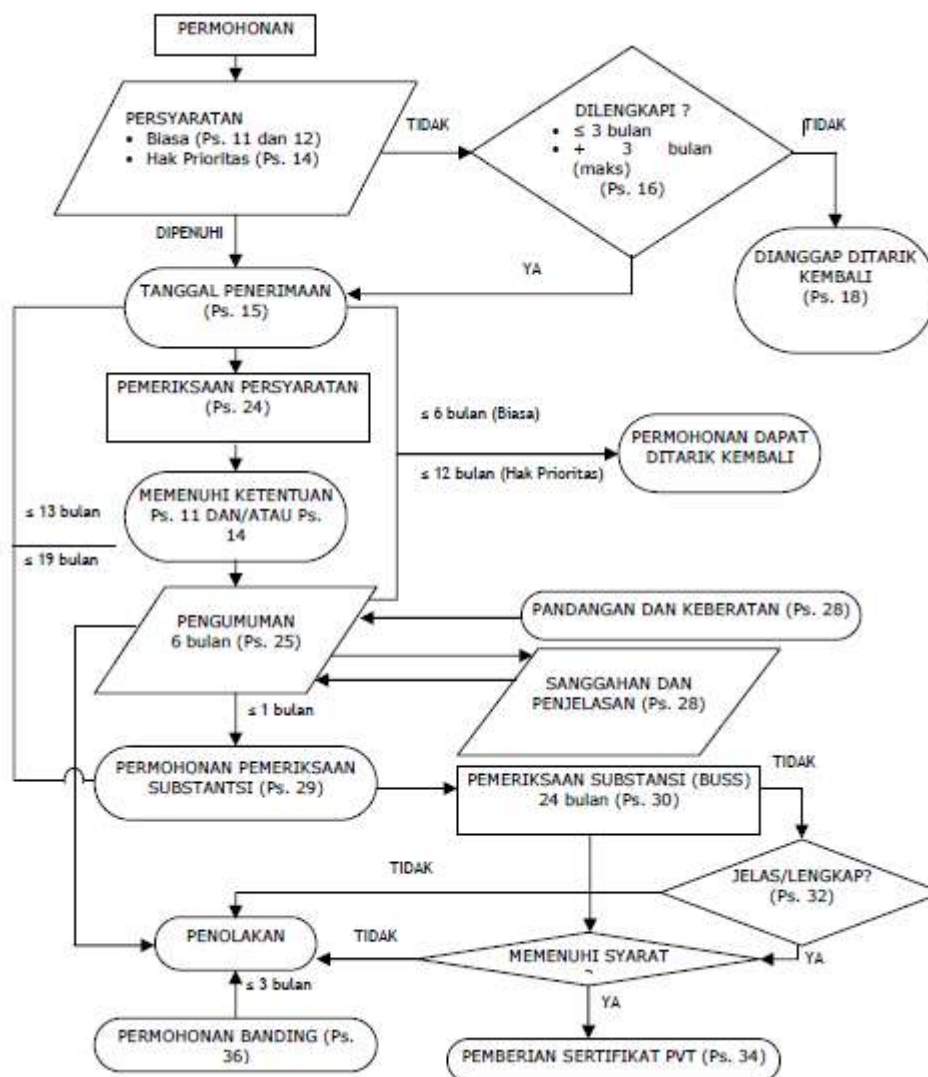 PERMOHONAN
PERSYARATAN
• Biasa (Ps. 11 dan 12)
• Hak Prioritas (Ps. 14)
TIDAK
DILENGKAPI ?
• ≤ 3 bulan
• + 3 bulan
(maks)
(Ps. 16)
TIDAK
DIPENUHI
YA
DIANGGAP DITARIK
KEMBALI
(Ps. 18)
TANGGAL PENERIMAAN
(Ps. 15)
PEMERIKSAAN PERSYARATAN
(Ps. 24)
≤ 6 bulan (Biasa)
≤ 12 bulan (Hak Prioritas)
PERMOHONAN DAPAT
DITARIK KEMBALI
MEMENUHI KETENTUAN
Ps. 11 DAN/ATAU Ps.
14
≤ 13 bulan
≤ 19 bulan
PENGUMUMAN
6 bulan (Ps. 25)
PANDANGAN DAN KEBERATAN (Ps. 28)
SANGGAHAN DAN
PENJELASAN (Ps. 28)
≤ 1 bulan
PERMOHONAN PEMERIKSAAN
SUBSTANTSI (Ps. 29)
PEMERIKSAAN SUBSTANSI (BUSS)
24 bulan (Ps. 30)
TIDAK
JELAS/LENGKAP?
(Ps. 32)
TIDAK
PENOLAKAN
TIDAK
MEMENUHI SYARAT
YA
≤ 3 bulan
YA
PERMOHONAN BANDING (Ps.
36)
PEMBERIAN SERTIFIKAT PVT (Ps. 34)